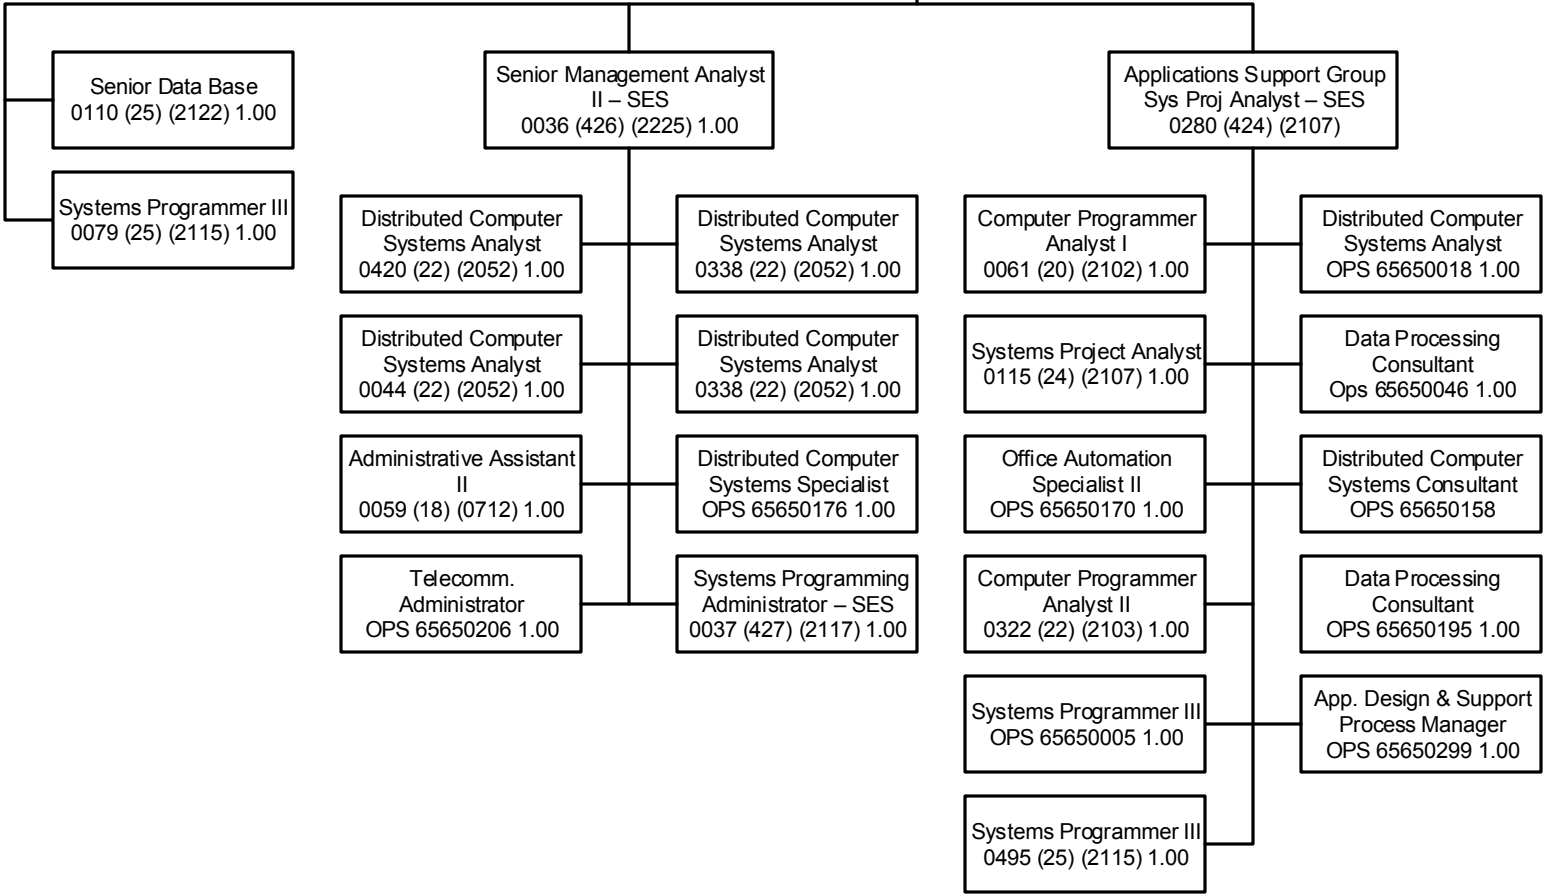 Senior Data Base
0110 (25) (2122) 1.00
Systems Programmer III
0079 (25) (2115) 1.00
Senior Management Analyst
II – SES
0036 (426) (2225) 1.00
Distributed Computer
Systems Analyst
0420 (22) (2052) 1.00
Distributed Computer
Systems Analyst
0338 (22) (2052) 1.00
Distributed Computer
Systems Analyst
0044 (22) (2052) 1.00
Distributed Computer
Systems Analyst
0338 (22) (2052) 1.00
Administrative Assistant
II
0059 (18) (0712) 1.00
Distributed Computer
Systems Specialist
OPS 65650176 1.00
Telecomm.
Administrator
OPS 65650206 1.00
Systems Programming
Administrator – SES
0037 (427) (2117) 1.00
Applications Support Group
Sys Proj Analyst – SES
0280 (424) (2107)
Computer Programmer
Analyst I
0061 (20) (2102) 1.00
Distributed Computer
Systems Analyst
OPS 65650018 1.00
Systems Project Analyst
0115 (24) (2107) 1.00
Data Processing
Consultant
Ops 65650046 1.00
Office Automation
Specialist II
OPS 65650170 1.00
Distributed Computer
Systems Consultant
OPS 65650158
Computer Programmer
Analyst II
0322 (22) (2103) 1.00
Data Processing
Consultant
OPS 65650195 1.00
Systems Programmer III
OPS 65650005 1.00
App. Design & Support
Process Manager
OPS 65650299 1.00
Systems Programmer III
0495 (25) (2115) 1.00